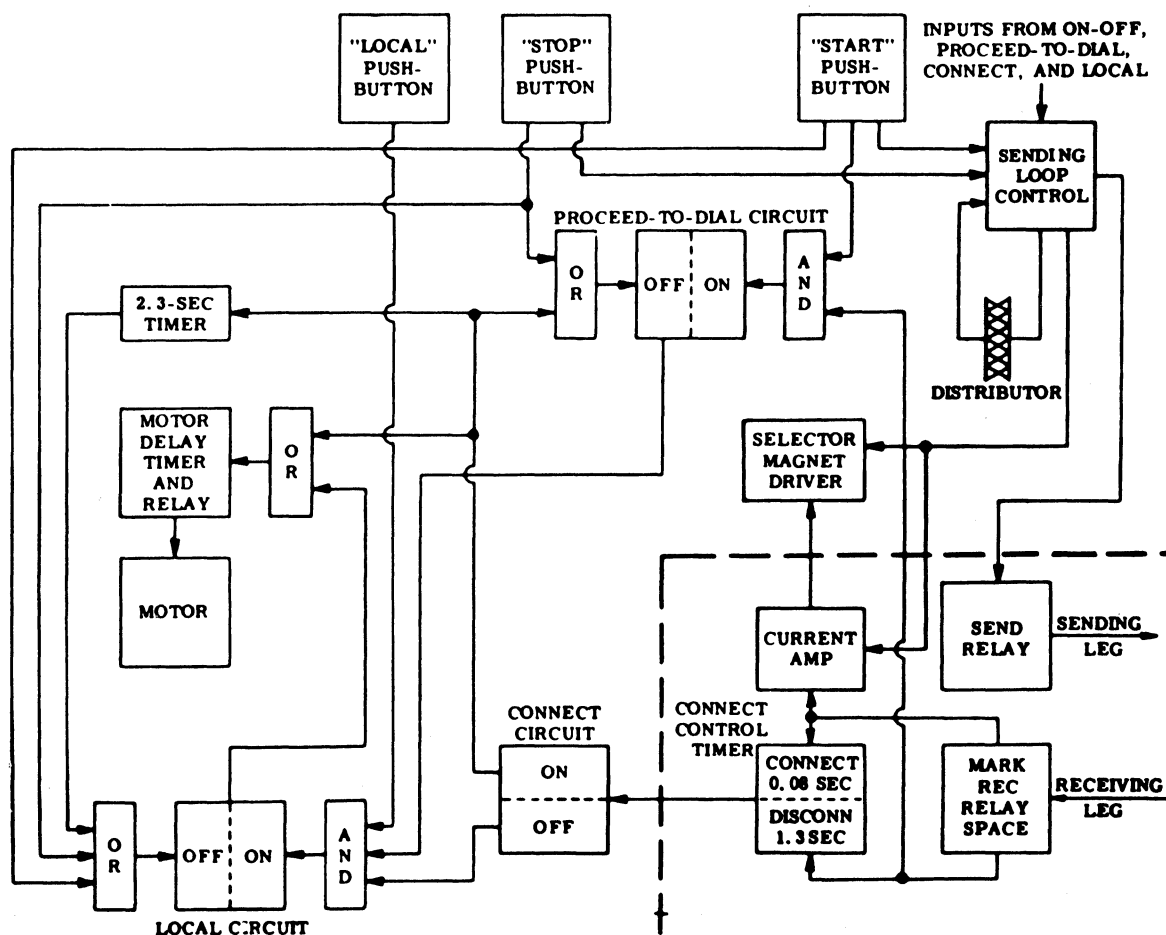 "LOCAL"
PUSH-
BUTTON
"STOP"
PUSH-
BUTTON
"START"
PUSH-
BUTTON
INPUTS FROM ON-OFF,
PROCEED-TO-DIAL,
CONNECT, AND LOCAL
SENDING
LOOP
CONTROL
PROCEED-TO-DIAL CIRCUIT
OR
OFF
ON
AND
2.3-SEC
TIMER
DISTRIBUTOR
MOTOR
DELAY
TIMER
AND
RELAY
OR
SELECTOR
MAGNET
DRIVER
MOTOR
CURRENT
AMP
SEND
RELAY
SENDING
LEG
CONNECT
CIRCUIT
ON
OFF
CONNECT
CONTROL
TIMER
CONNECT
0.08 SEC
DISCONN
1.3SEC
MARK
REC
RELAY
SPACE
RECEIVING
LEG
OR
OFF
ON
AND
LOCAL CIRCUIT